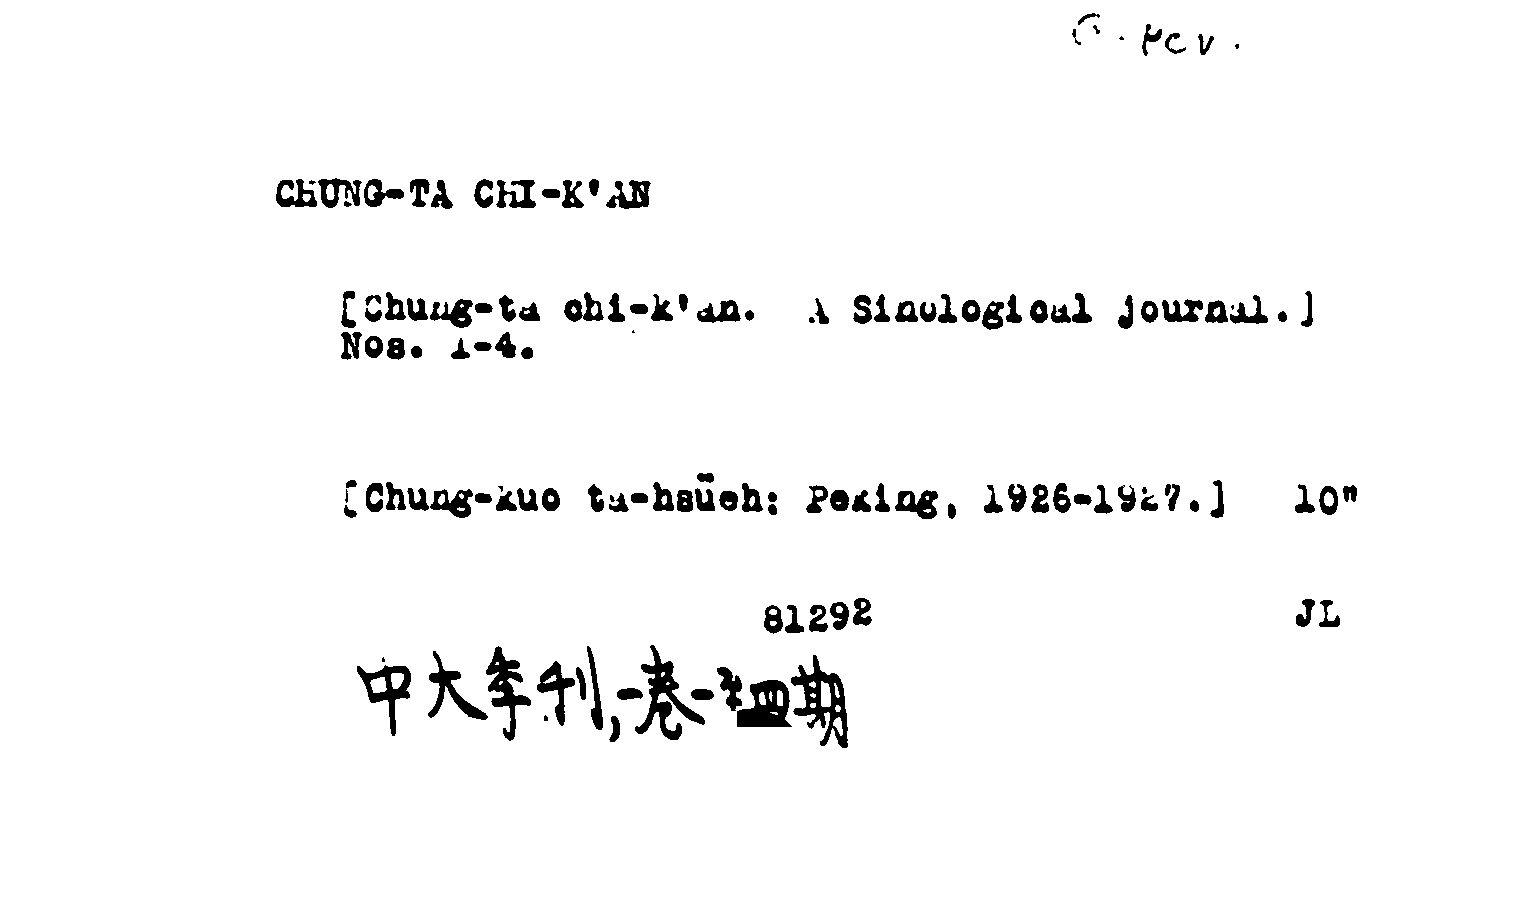 CHUNG-TA CHI-K'AN
[Chung-ta chi-k'an.  A Sinological journal.]
Nos. 1-4.
[Chung-kuo ta-hsüeh: Peking, 1926-1927.]   10"
81292   JL
中大季刊,一卷一至四期